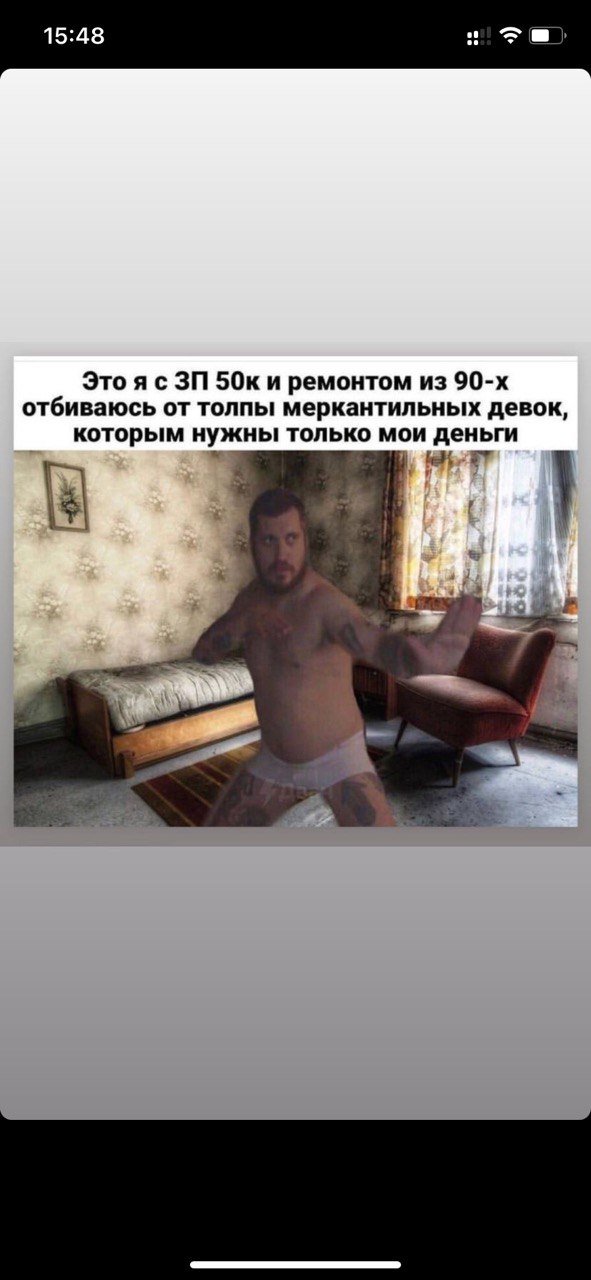 15:48
Это я с ЗП 50к и ремонтом из 90-х
отбиваюсь от толпы меркантильных девок,
которым нужны только мои деньги